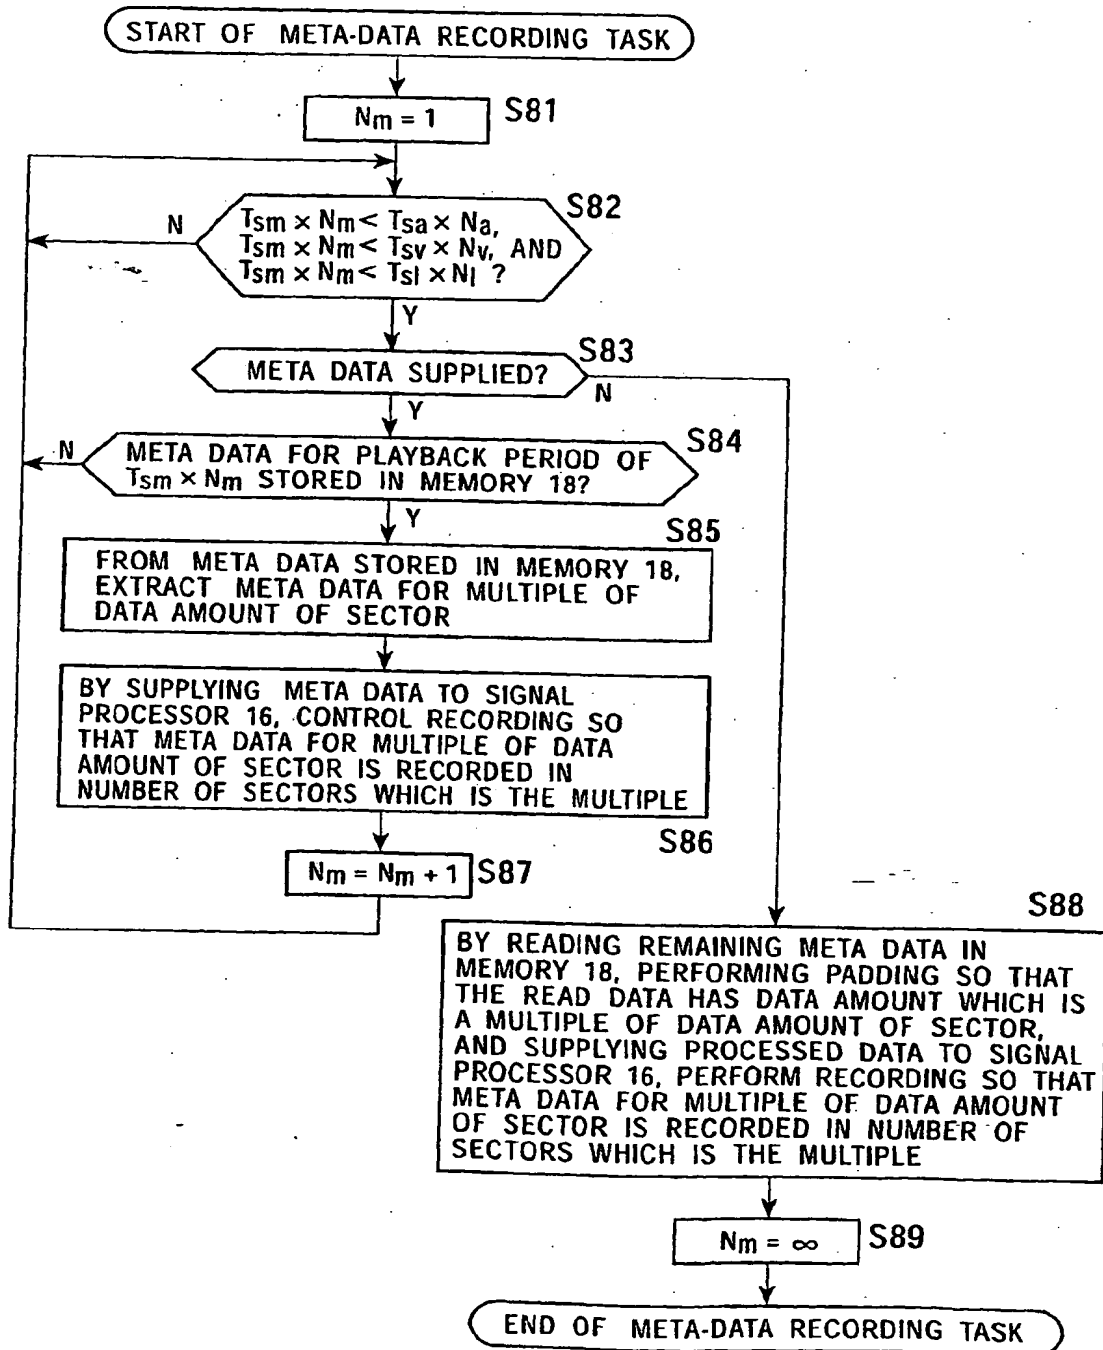 START OF META-DATA RECORDING TASK
Nm = 1
S81
S82
Tsm × Nm < Tsa × Na,
Tsm × Nm < Tsv × Nv, AND
Tsm × Nm < Tsl × Nl ?
N
Y
S83
META DATA SUPPLIED?
N
Y
S84
META DATA FOR PLAYBACK PERIOD OF
Tsm × Nm STORED IN MEMORY 18?
N
Y
S85
FROM META DATA STORED IN MEMORY 18,
EXTRACT META DATA FOR MULTIPLE OF
DATA AMOUNT OF SECTOR
BY SUPPLYING META DATA TO SIGNAL
PROCESSOR 16, CONTROL RECORDING SO
THAT META DATA FOR MULTIPLE OF DATA
AMOUNT OF SECTOR IS RECORDED IN
NUMBER OF SECTORS WHICH IS THE MULTIPLE
S86
Nm = Nm + 1
S87
S88
BY READING REMAINING META DATA IN
MEMORY 18, PERFORMING PADDING SO THAT
THE READ DATA HAS DATA AMOUNT WHICH IS
A MULTIPLE OF DATA AMOUNT OF SECTOR,
AND SUPPLYING PROCESSED DATA TO SIGNAL
PROCESSOR 16, PERFORM RECORDING SO THAT
META DATA FOR MULTIPLE OF DATA AMOUNT
OF SECTOR IS RECORDED IN NUMBER OF
SECTORS WHICH IS THE MULTIPLE
Nm = ∞
S89
END OF META-DATA RECORDING TASK